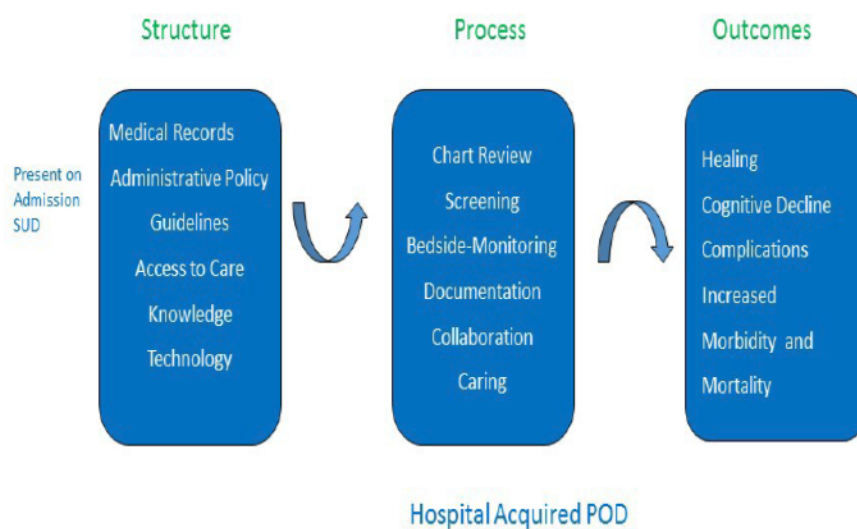 Structure
Process
Outcomes
Present on
Admission
SUD
Medical Records
Administrative Policy
Guidelines
Access to Care
Knowledge
Technology
Chart Review
Screening
Bedside-Monitoring
Documentation
Collaboration
Caring
Healing
Cognitive Decline
Complications
Increased
Morbidity and
Mortality
Hospital Acquired POD